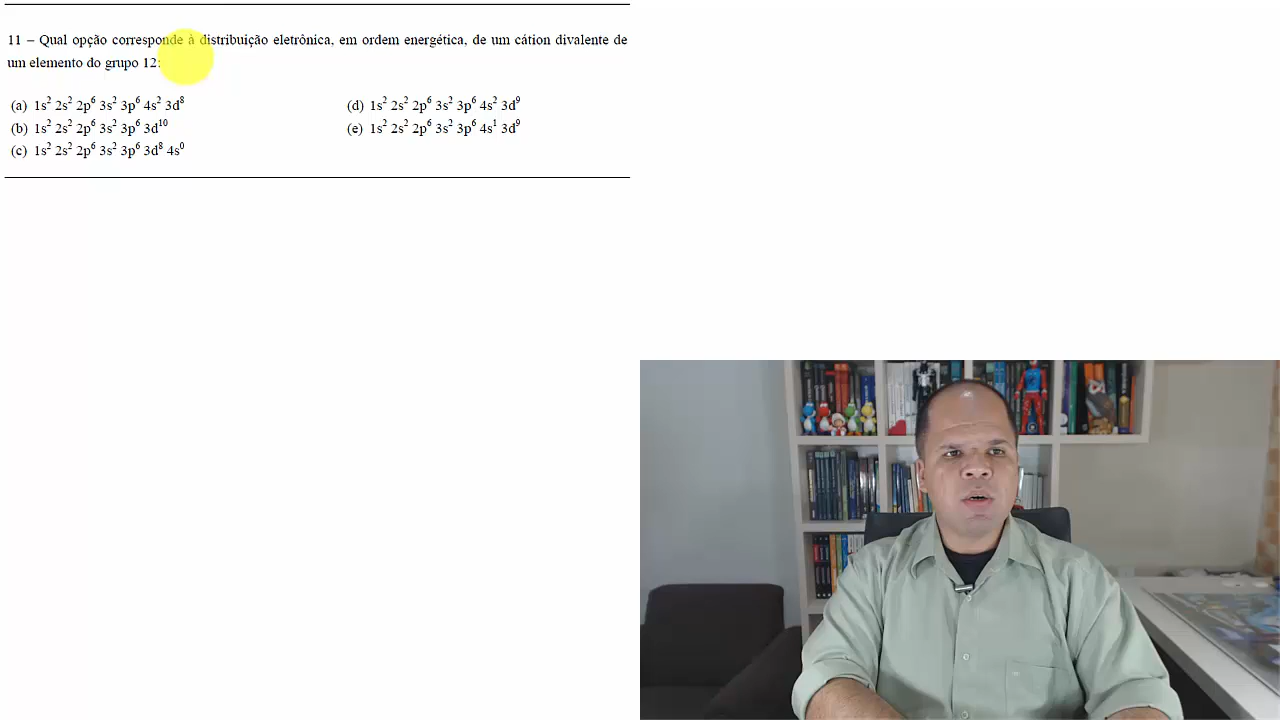 11 – Qual opção corresponde à distribuição eletrônica, em ordem energética, de um cátion divalente de
um elemento do grupo 12:
(a) 1s² 2s² 2p⁶ 3s² 3p⁶ 4s² 3d⁸
(b) 1s² 2s² 2p⁶ 3s² 3p⁶ 3d¹⁰
(c) 1s² 2s² 2p⁶ 3s² 3p⁶ 3d⁸ 4s⁰
(d) 1s² 2s² 2p⁶ 3s² 3p⁶ 4s² 3d⁹
(e) 1s² 2s² 2p⁶ 3s² 3p⁶ 4s¹ 3d⁹